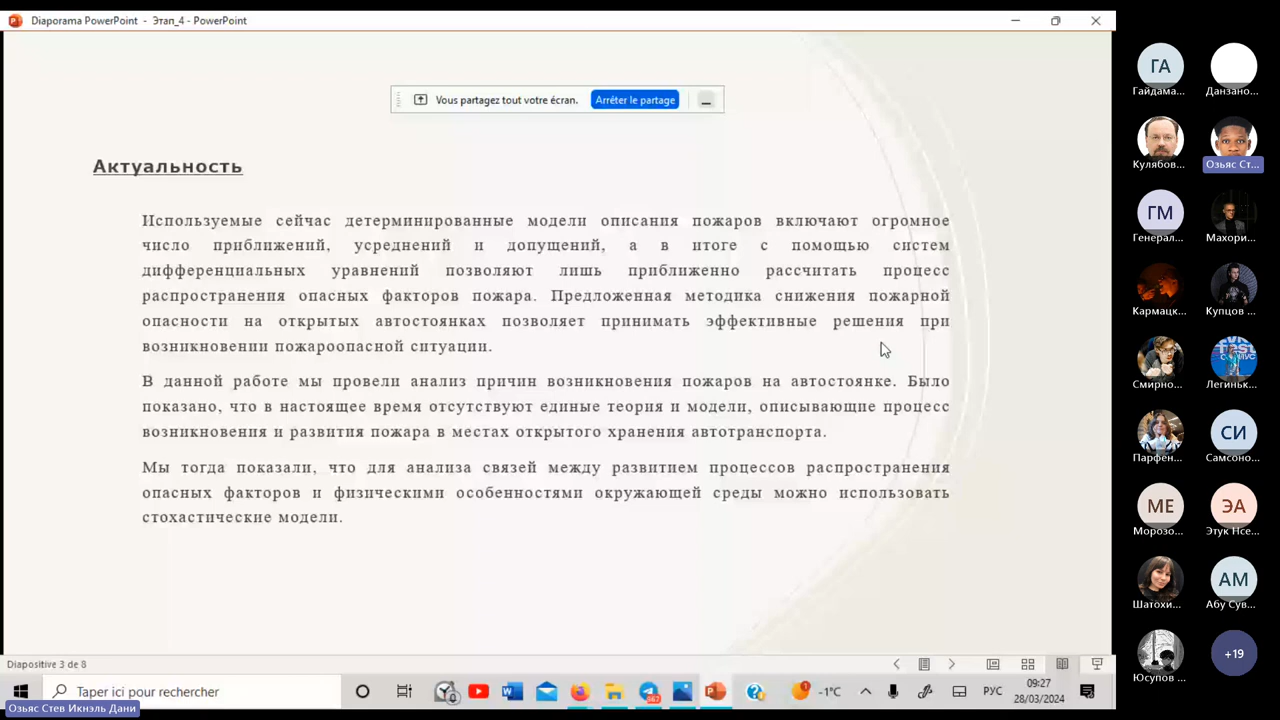 Diaporama PowerPoint - Этап_4 - PowerPoint
Vous partagez tout votre écran. Arrêter le partage
Актуальность
Используемые сейчас детерминированные модели описания пожаров включают огромное
число приближений, усреднений и допущений, а в итоге с помощью систем
дифференциальных уравнений позволяют лишь приближенно рассчитать процесс
распространения опасных факторов пожара. Предложенная методика снижения пожарной
опасности на открытых автостоянках позволяет принимать эффективные решения при
возникновении пожароопасной ситуации.
В данной работе мы провели анализ причин возникновения пожаров на автостоянке. Было
показано, что в настоящее время отсутствуют единые теория и модели, описывающие процесс
возникновения и развития пожара в местах открытого хранения автотранспорта.
Мы тогда показали, что для анализа связей между развитием процессов распространения
опасных факторов и физическими особенностями окружающей среды можно использовать
стохастические модели.
Diapositive 3 de 8
Taper ici pour rechercher
-1°C
РУС
09:27
28/03/2024
Озьяс Стев Икнэль Дани
ГА
Гайдама...
Данзано...
Кулябов...
Озьяс Ст...
ГМ
Генерал...
Махори...
Кармацк...
Купцов ...
Смирно...
Легиньк...
Парфен...
СИ
Самсоно...
МЕ
Морозо...
ЭА
Этук Нсе...
Шатохи...
АМ
Абу Сув...
Юсупов ...
+19